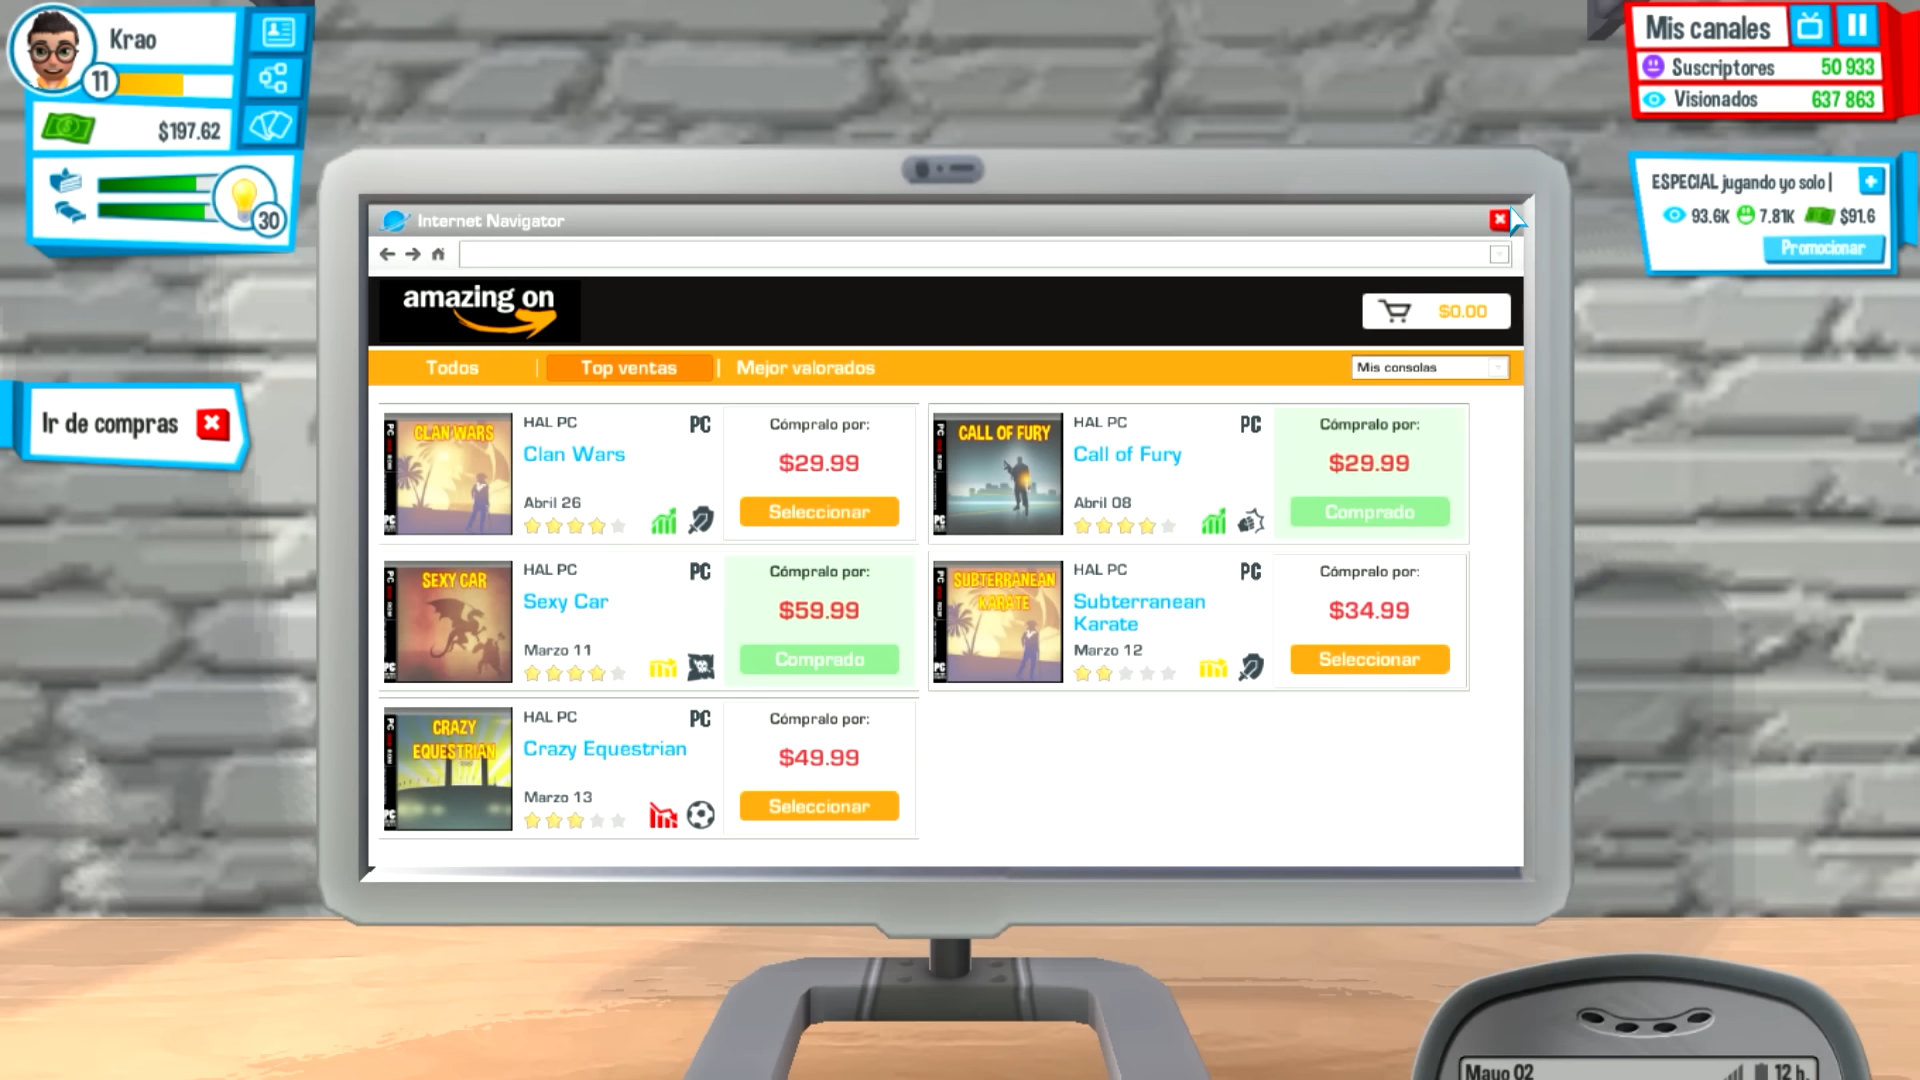 Krao
11
$197.62
30
Mis canales
Suscriptores 50 933
Visionados 637 863
ESPECIAL jugando yo solo |
93.6K 7.81K $91.6
Promocionar
Ir de compras
Internet Navigator
amazing on
$0.00
Todos | Top ventas | Mejor valorados
Mis consolas
CLAN WARS
HAL PC
PC
Clan Wars
Abril 26
Cómpralo por:
$29.99
Seleccionar
CALL OF FURY
HAL PC
PC
Call of Fury
Abril 08
Cómpralo por:
$29.99
Comprado
SEXY CAR
HAL PC
PC
Sexy Car
Marzo 11
Cómpralo por:
$59.99
Comprado
SUBTERRANEAN
KARATE
HAL PC
PC
Subterranean
Karate
Marzo 12
Cómpralo por:
$34.99
Seleccionar
CRAZY
EQUESTRIAN
HAL PC
PC
Crazy Equestrian
Marzo 13
Cómpralo por:
$49.99
Seleccionar
Mayo 02
12 h.